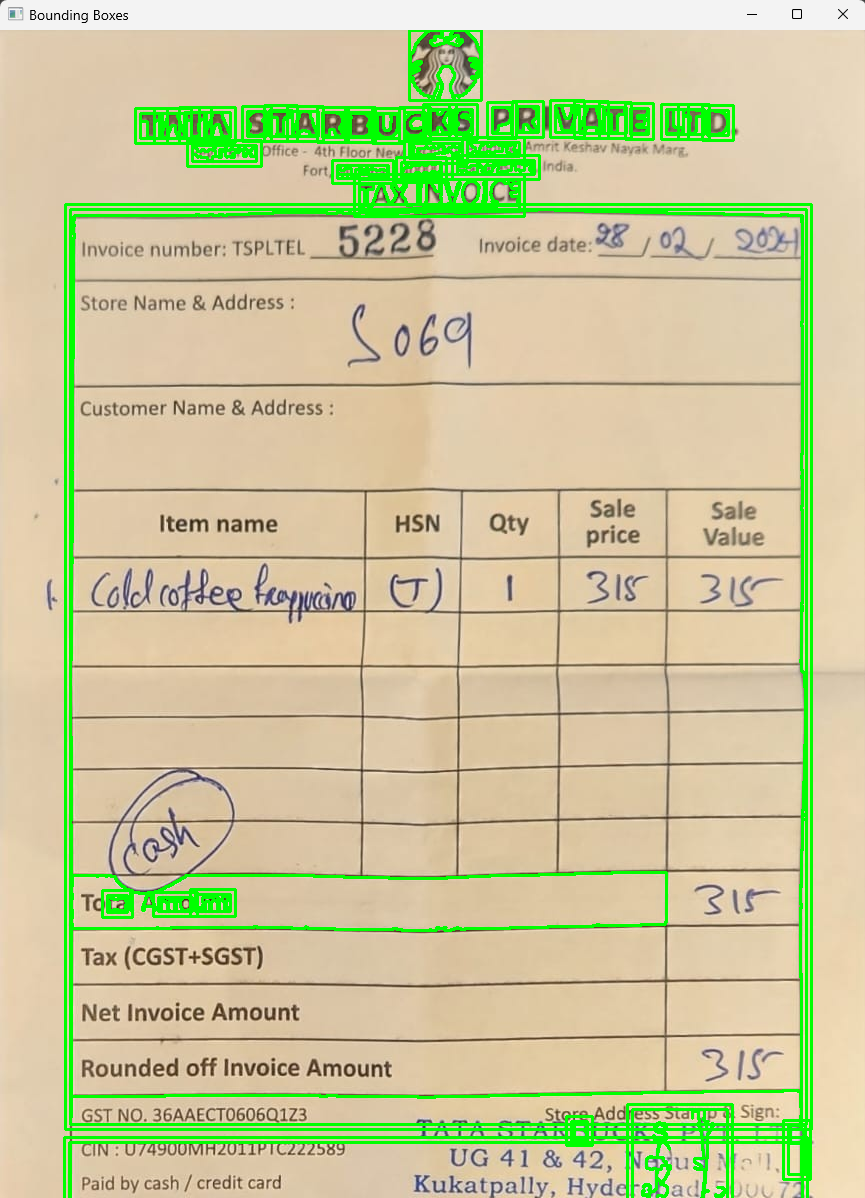 Bounding Boxes
TATA STARBUCKS PRIVATE LTD.
Office - 4th Floor New Amrit Keshav Nayak Marg,
Fort, India.
TAX INVOICE
Invoice number: TSPLTEL 5228 Invoice date: 28 / 02 / 2024
Store Name & Address :
S069
Customer Name & Address :
Item name HSN Qty Sale price Sale Value
1. Cold coffee frappuccino (T) 1 315 315
cash
Total Amount 315
Tax (CGST+SGST)
Net Invoice Amount
Rounded off Invoice Amount 315
GST NO. 36AAECT0606Q1Z3 Store Address Stamp & Sign:
CIN : U74900MH2011PTC222589 TATA STARBUCKS PVT. LTD
UG 41 & 42, Nexus Mall,
Paid by cash / credit card Kukatpally, Hyderabad-500072